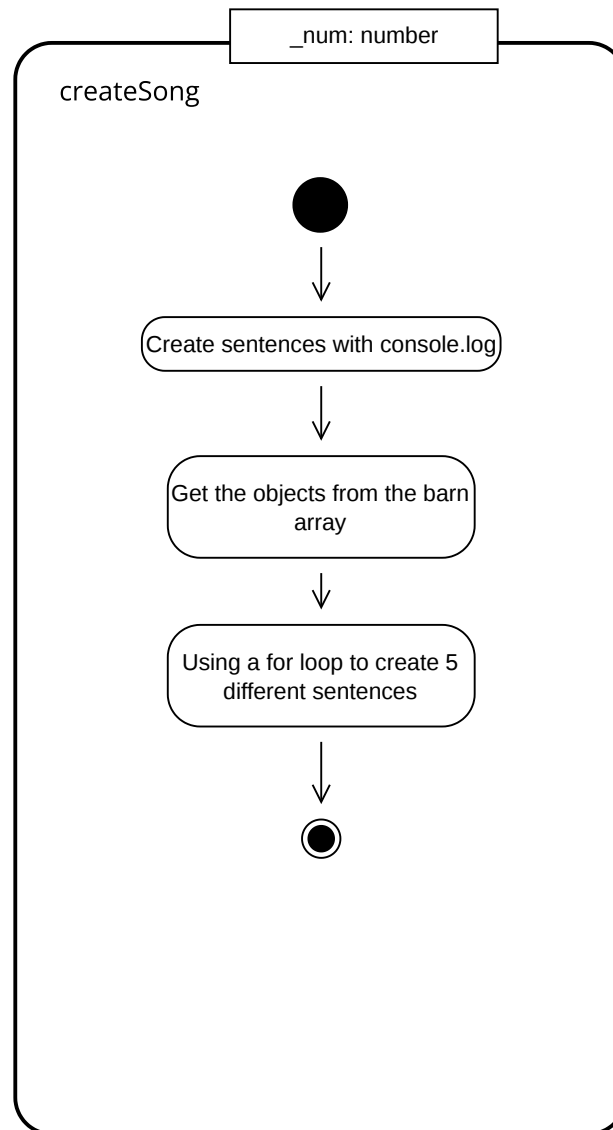 _num: number
createSong
Create sentences with console.log
Get the objects from the barn
array
Using a for loop to create 5
different sentences